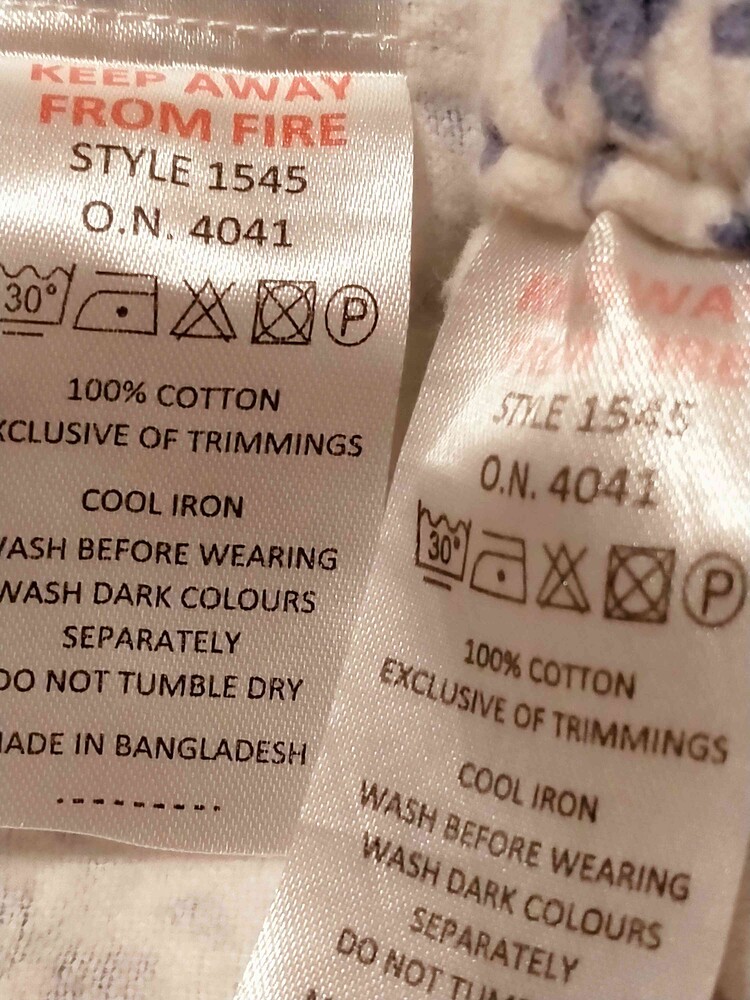 KEEP AWAY
FROM FIRE
STYLE 1545
O.N. 4041
30° P
100% COTTON
XCLUSIVE OF TRIMMINGS
COOL IRON
WASH BEFORE WEARING
WASH DARK COLOURS
SEPARATELY
DO NOT TUMBLE DRY
MADE IN BANGLADESH
STYLE 1545
O.N. 4041
30° P
100% COTTON
EXCLUSIVE OF TRIMMINGS
COOL IRON
WASH BEFORE WEARING
WASH DARK COLOURS
SEPARATELY
DO NOT TUM